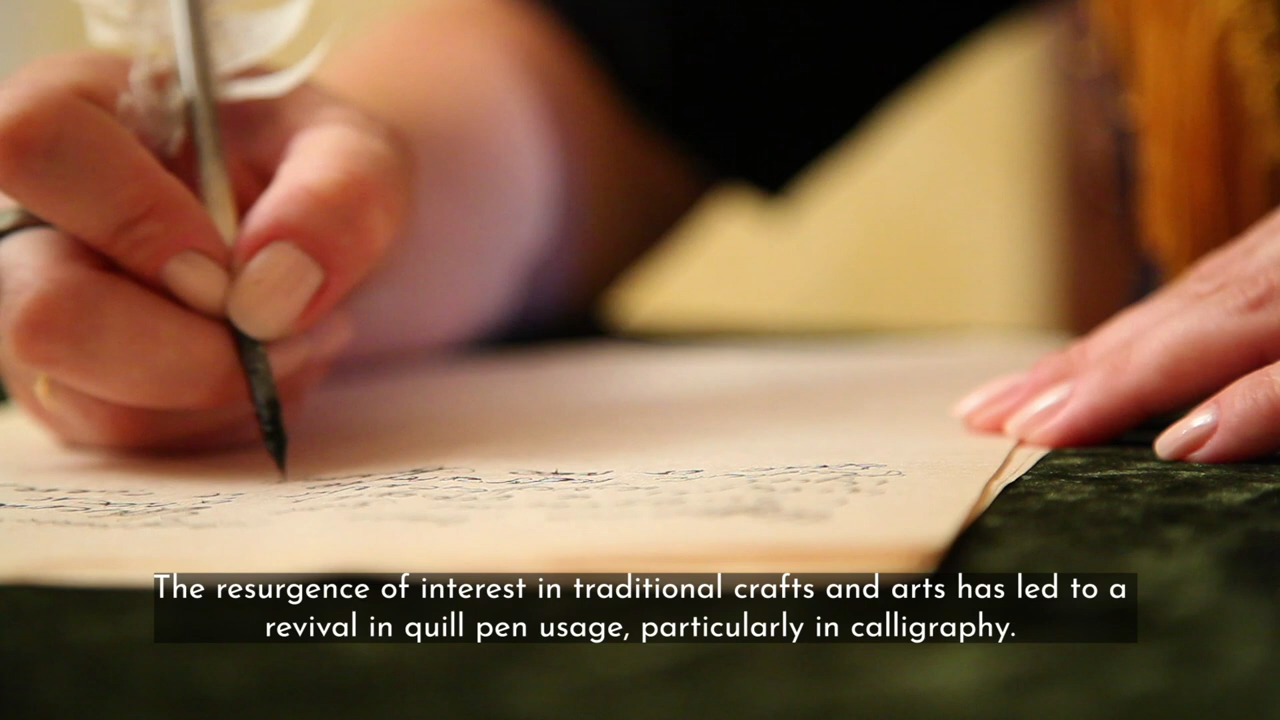 The resurgence of interest in traditional crafts and arts has led to a
revival in quill pen usage, particularly in calligraphy.